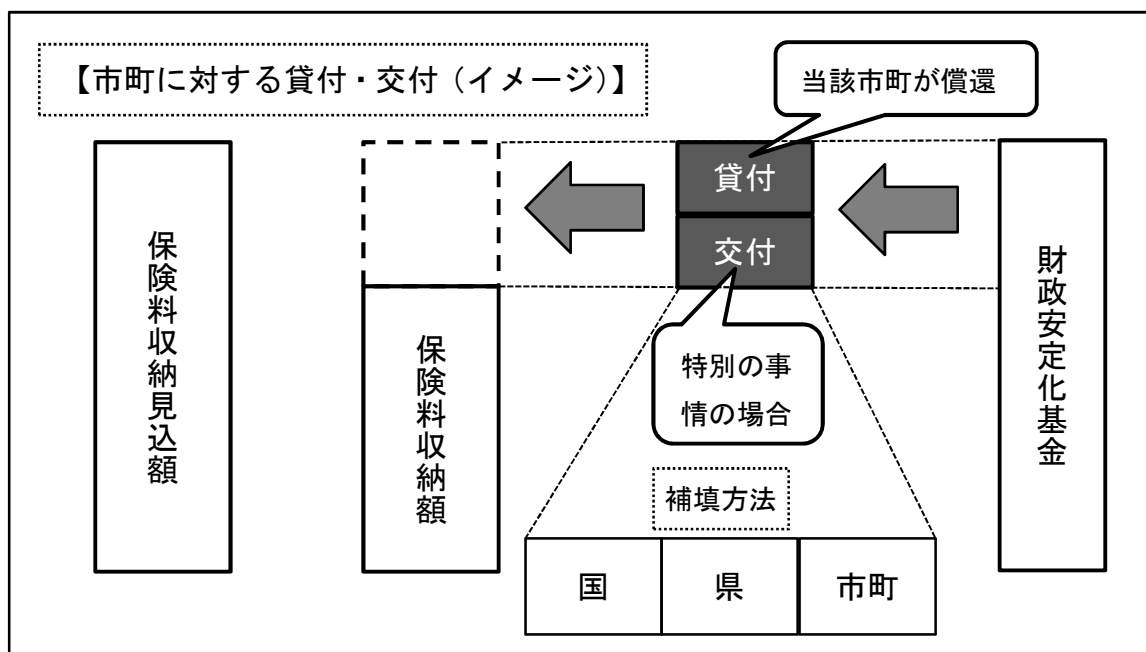 【市町に対する貸付・交付（イメージ）】
当該市町が償還
保険料収納見込額
保険料収納額
貸付
交付
特別の事
情の場合
財政安定化基金
補填方法
国
県
市町